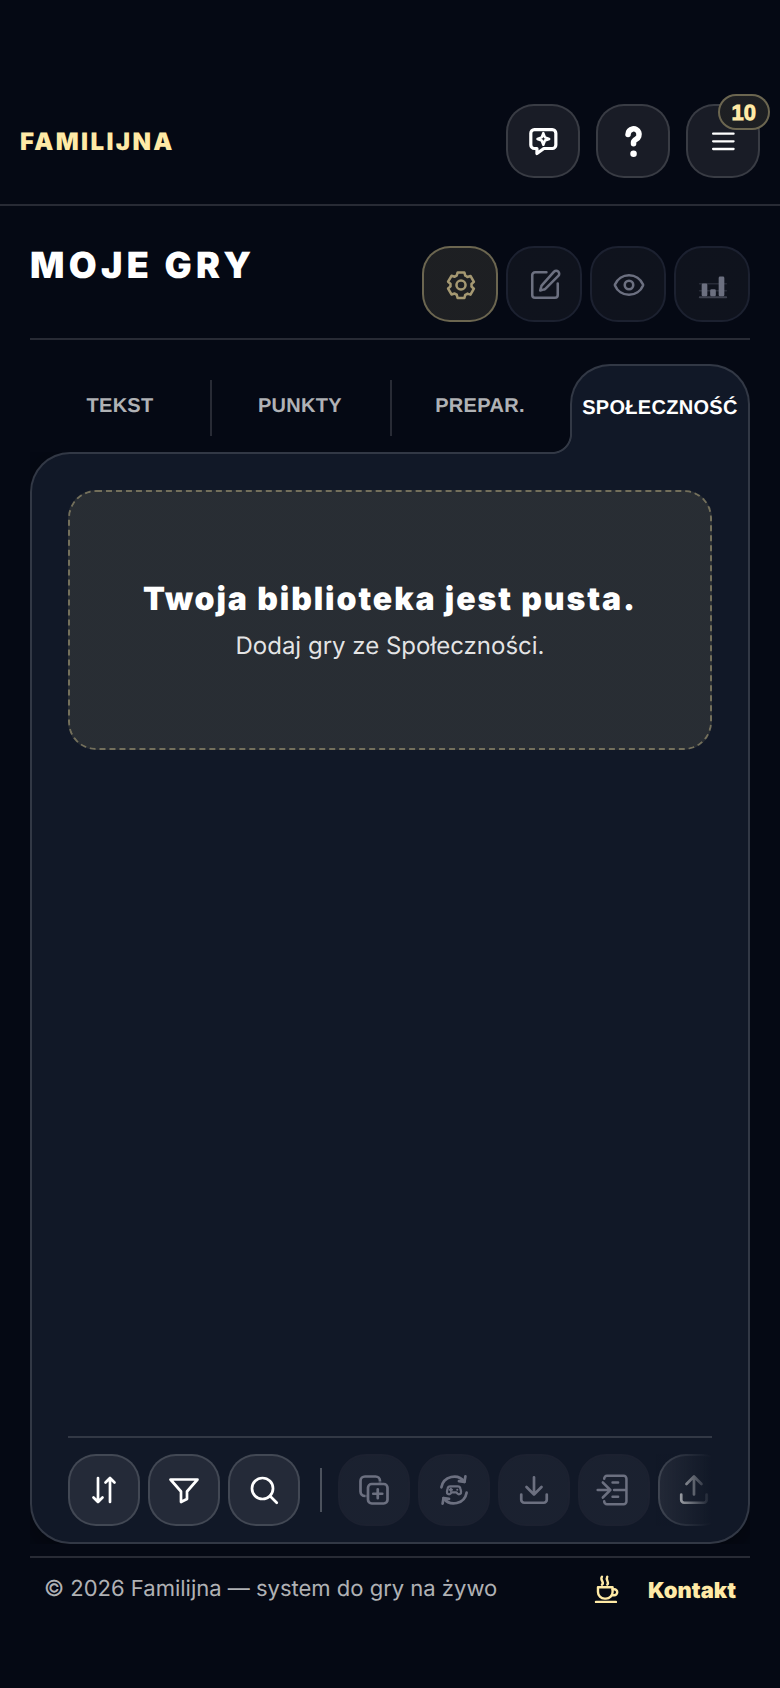 FAMILIJNA
10
MOJE GRY
TEKST
PUNKTY
PREPAR.
SPOŁECZNOŚĆ
Twoja biblioteka jest pusta.
Dodaj gry ze Społeczności.
© 2026 Familijna — system do gry na żywo
Kontakt